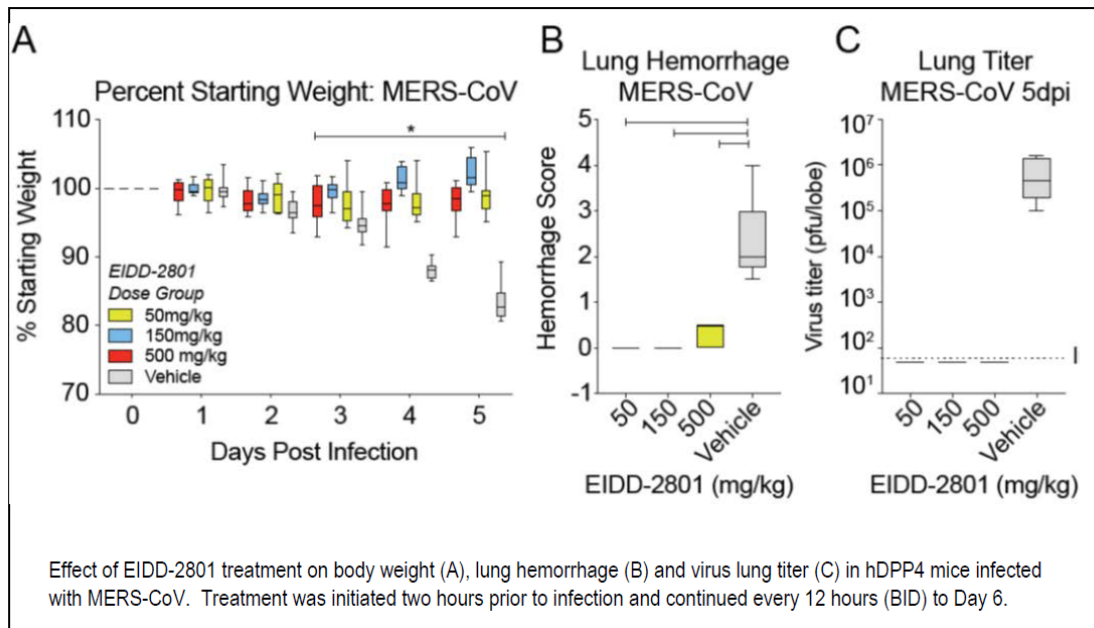 A
Percent Starting Weight: MERS-CoV
% Starting Weight
110
100
90
80
70
*
EIDD-2801
Dose Group
50mg/kg
150mg/kg
500 mg/kg
Vehicle
0 1 2 3 4 5
Days Post Infection
B
Lung Hemorrhage
MERS-CoV
Hemorrhage Score
5
4
3
2
1
0
-1
50 150 500 Vehicle
EIDD-2801 (mg/kg)
C
Lung Titer
MERS-CoV 5dpi
Virus titer (pfu/lobe)
10⁷
10⁶
10⁵
10⁴
10³
10²
10¹
50 150 500 Vehicle
EIDD-2801 (mg/kg)
Effect of EIDD-2801 treatment on body weight (A), lung hemorrhage (B) and virus lung titer (C) in hDPP4 mice infected
with MERS-CoV. Treatment was initiated two hours prior to infection and continued every 12 hours (BID) to Day 6.